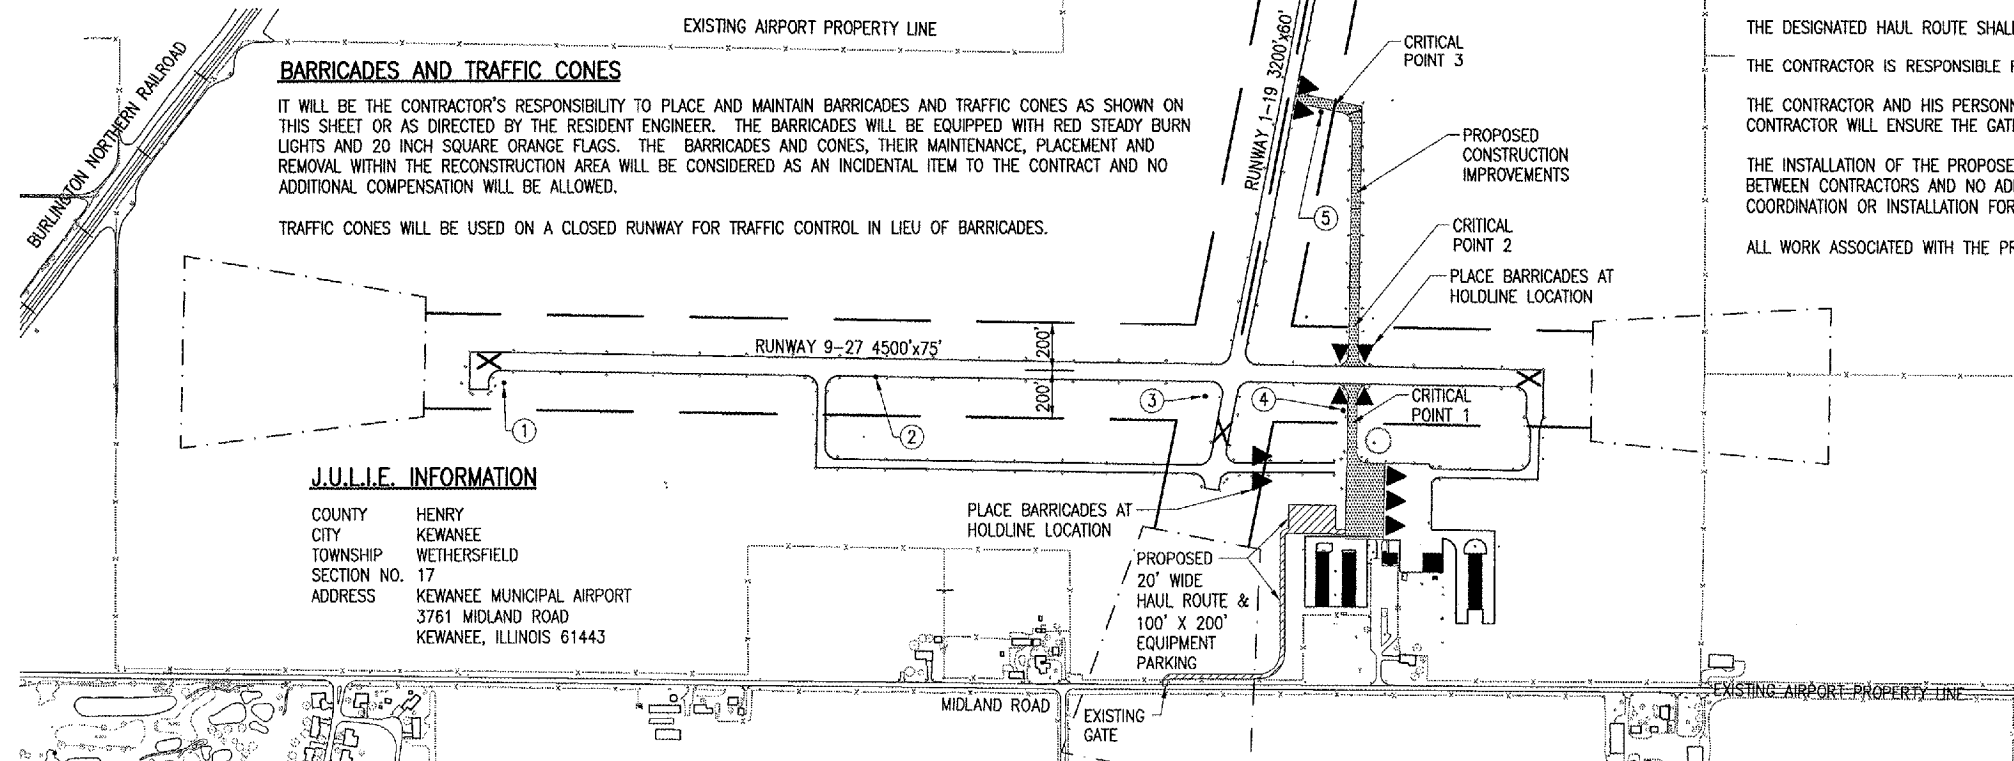 EXISTING AIRPORT PROPERTY LINE
BURLINGTON NORTHERN RAILROAD
BARRICADES AND TRAFFIC CONES
IT WILL BE THE CONTRACTOR'S RESPONSIBILITY TO PLACE AND MAINTAIN BARRICADES AND TRAFFIC CONES AS SHOWN ON
THIS SHEET OR AS DIRECTED BY THE RESIDENT ENGINEER. THE BARRICADES WILL BE EQUIPPED WITH RED STEADY BURN
LIGHTS AND 20 INCH SQUARE ORANGE FLAGS. THE BARRICADES AND CONES, THEIR MAINTENANCE, PLACEMENT AND
REMOVAL WITHIN THE RECONSTRUCTION AREA WILL BE CONSIDERED AS AN INCIDENTAL ITEM TO THE CONTRACT AND NO
ADDITIONAL COMPENSATION WILL BE ALLOWED.
TRAFFIC CONES WILL BE USED ON A CLOSED RUNWAY FOR TRAFFIC CONTROL IN LIEU OF BARRICADES.
RUNWAY 1-19 3200'x60'
CRITICAL
POINT 3
PROPOSED
CONSTRUCTION
IMPROVEMENTS
5
CRITICAL
POINT 2
PLACE BARRICADES AT
HOLDLINE LOCATION
THE DESIGNATED HAUL ROUTE SHALL
THE CONTRACTOR IS RESPONSIBLE
THE CONTRACTOR AND HIS PERSONN
CONTRACTOR WILL ENSURE THE GAT
THE INSTALLATION OF THE PROPOSE
BETWEEN CONTRACTORS AND NO AD
COORDINATION OR INSTALLATION FOR
ALL WORK ASSOCIATED WITH THE PR
RUNWAY 9-27 4500'x75'
200'
200'
1
2
3
4
CRITICAL
POINT 1
J.U.L.I.E. INFORMATION
COUNTY HENRY
CITY KEWANEE
TOWNSHIP WETHERSFIELD
SECTION NO. 17
ADDRESS KEWANEE MUNICIPAL AIRPORT
3761 MIDLAND ROAD
KEWANEE, ILLINOIS 61443
PLACE BARRICADES AT
HOLDLINE LOCATION
PROPOSED
20' WIDE
HAUL ROUTE &
100' X 200'
EQUIPMENT
PARKING
MIDLAND ROAD
EXISTING
GATE
EXISTING AIRPORT PROPERTY LINE